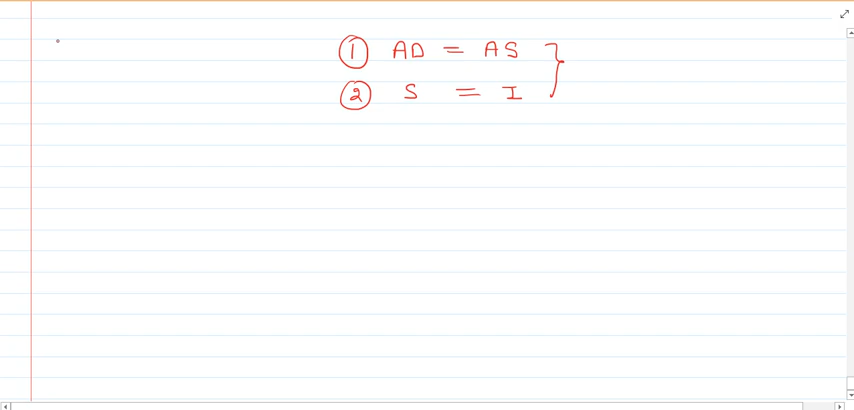 ① AD = AS
② S = I